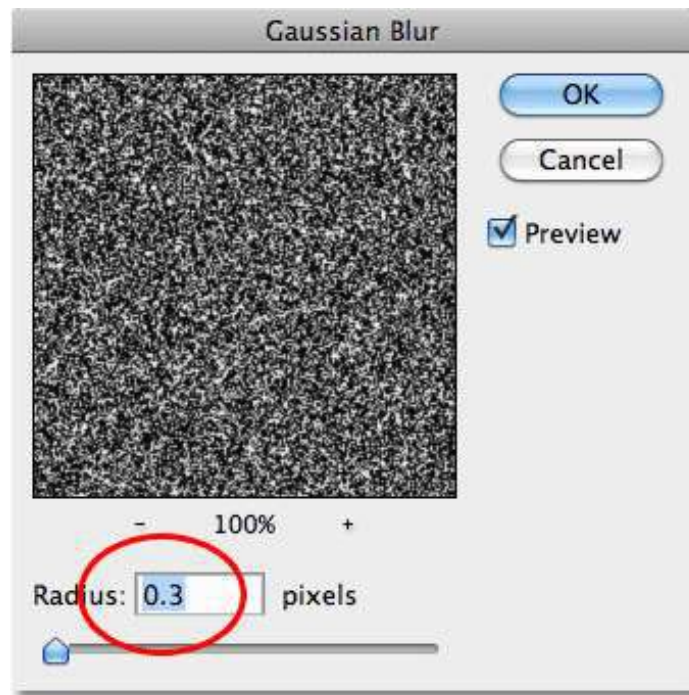 Gaussian Blur
OK
Cancel
Preview
- 100% +
Radius: 0.3 pixels